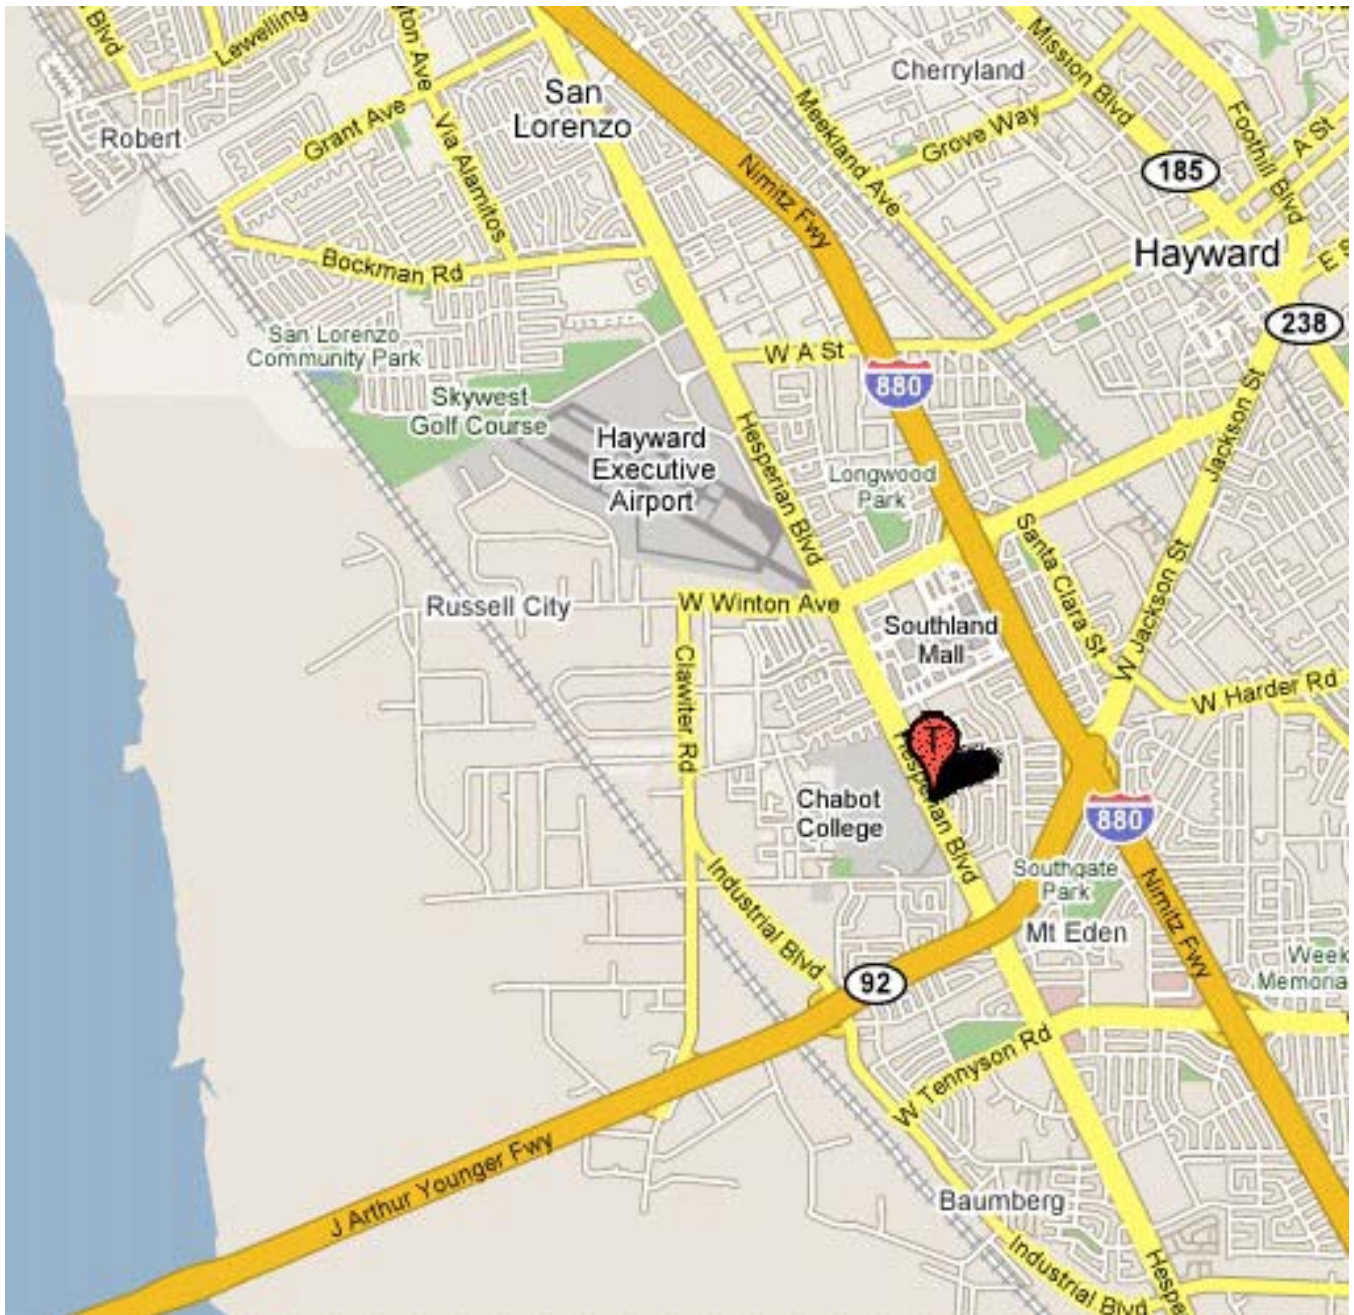 Blvd
Lewelling
ton Ave
Robert
Grant Ave
Via Alamitos
San
Lorenzo
Bockman Rd
Nimitz Fwy
Cherryland
Meekland Ave
Grove Way
Mission Blvd
185
Foothill Blvd
A St
Hayward
238
San Lorenzo
Community Park
Skywest
Golf Course
Hayward
Executive
Airport
W A St
880
Hesperian Blvd
Longwood
Park
Jackson St
Santa Clara St
W Jackson St
Russell City
W Winton Ave
Southland
Mall
Clawiter Rd
W Harder Rd
T
Hesperian Blvd
Chabot
College
880
Southgate
Park
Mt Eden
Industrial Blvd
Nimitz Fwy
Week
Memoria
92
W Tennyson Rd
J Arthur Younger Fwy
Baumberg
Industrial Blvd
Hespe